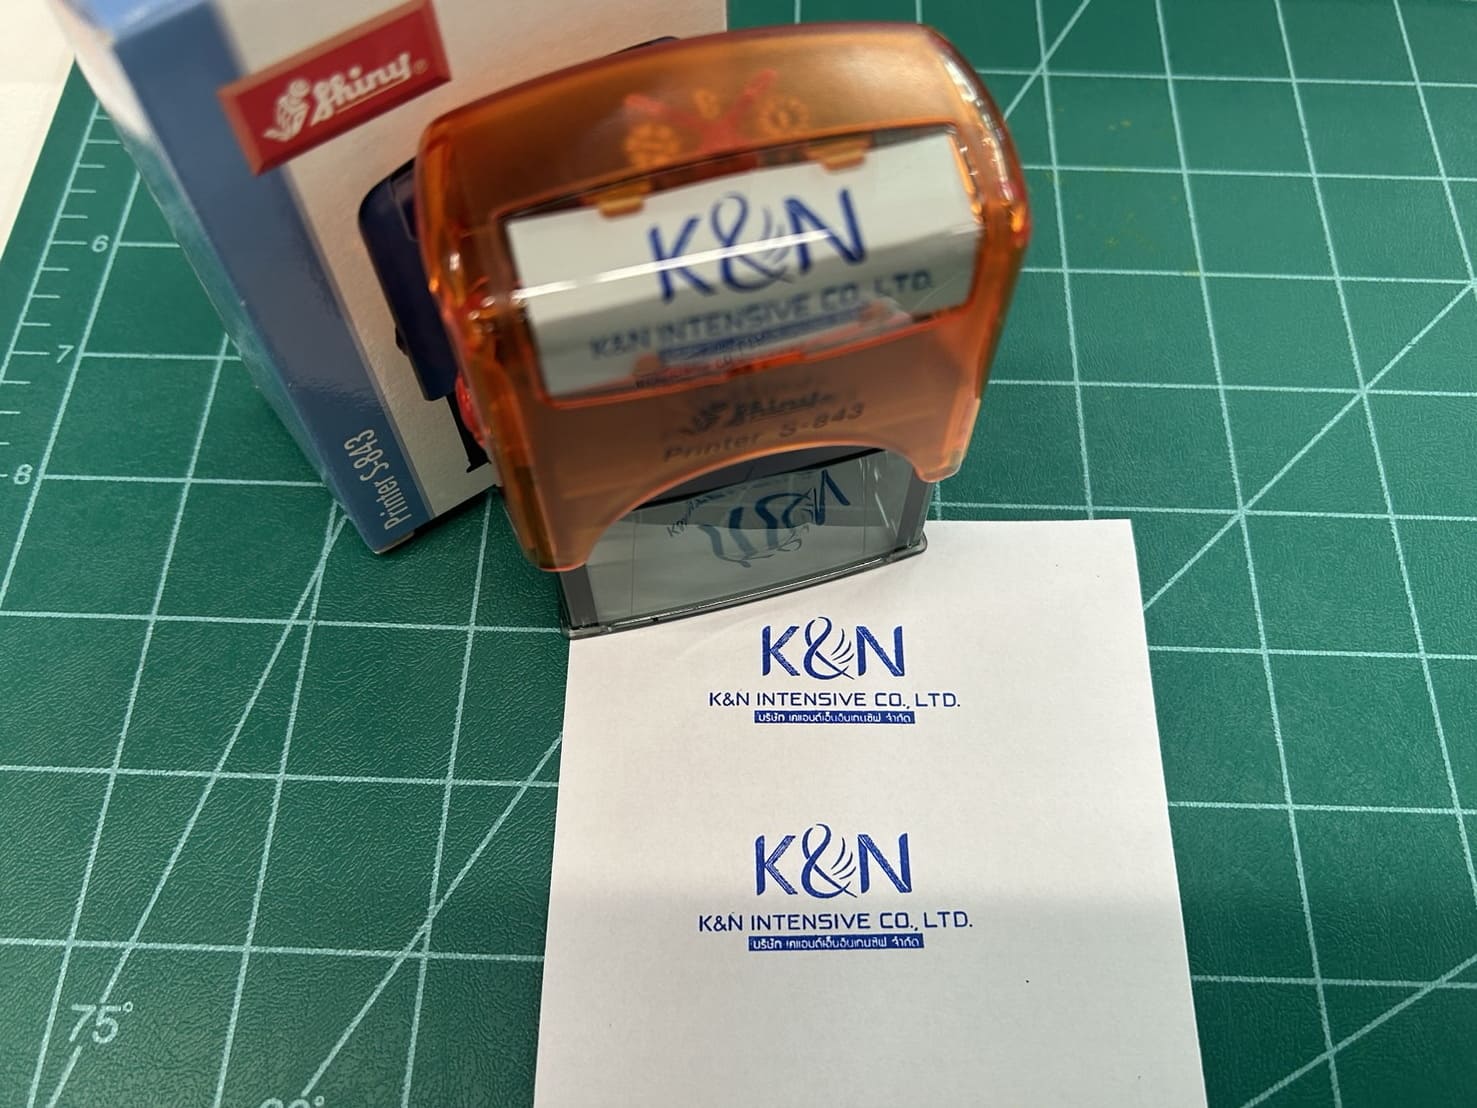 Shiny®
Printer S-843
6
7
8
K&N
K&N INTENSIVE CO., LTD.
Shiny®
Printer S-843
K&N
K&N INTENSIVE CO., LTD.
บริษัท เคแอนด์เอ็นอินเทนซิฟ จำกัด
K&N
K&N INTENSIVE CO., LTD.
บริษัท เคแอนด์เอ็นอินเทนซิฟ จำกัด
75°